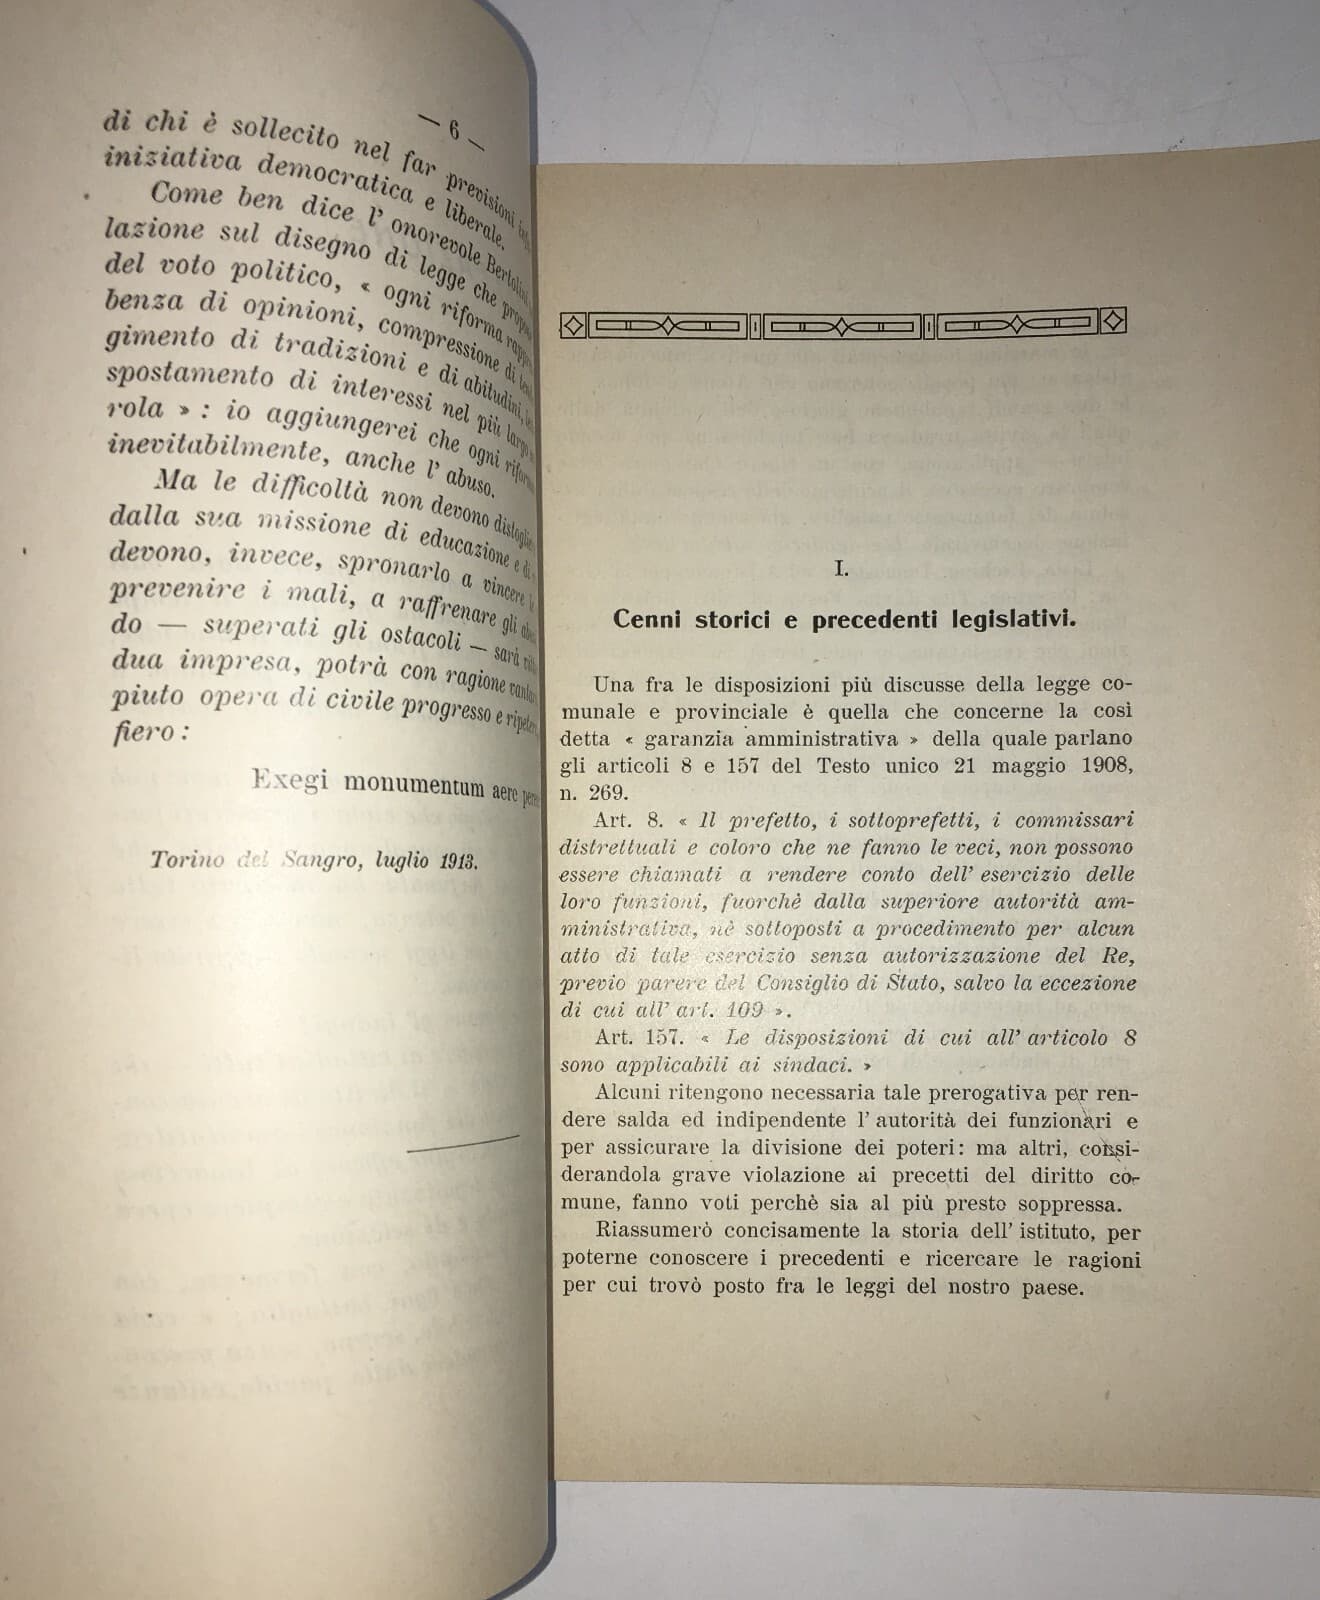 — 6 —
di chi è sollecito nel far previsioni
iniziativa democratica e liberale.
Come ben dice l' onorevole Bertolini,
lazione sul disegno di legge che
del voto politico, « ogni riforma
benza di opinioni, compressione di
gimento di tradizioni e di abitudini,
spostamento di interessi nel più largo
rola » : io aggiungerei che ogni
inevitabilmente, anche l' abuso.
Ma le difficoltà non devono
dalla sua missione di educazione e di
devono, invece, spronarlo a vincere
prevenire i mali, a raffrenare gli
do — superati gli ostacoli — sarà
dua impresa, potrà con ragione
piuto opera di civile progresso e
fiero :
Exegi monumentum aere
Torino del Sangro, luglio 1913.
I.
Cenni storici e precedenti legislativi.
Una fra le disposizioni più discusse della legge co-
munale e provinciale è quella che concerne la così
detta « garanzia amministrativa » della quale parlano
gli articoli 8 e 157 del Testo unico 21 maggio 1908,
n. 269.
Art. 8. « Il prefetto, i sottoprefetti, i commissari
distrettuali e coloro che ne fanno le veci, non possono
essere chiamati a rendere conto dell' esercizio delle
loro funzioni, fuorchè dalla superiore autorità am-
ministrativa, nè sottoposti a procedimento per alcun
atto di tale esercizio senza autorizzazione del Re,
previo parere del Consiglio di Stato, salvo la eccezione
di cui all' art. 109 ».
Art. 157. « Le disposizioni di cui all' articolo 8
sono applicabili ai sindaci. »
Alcuni ritengono necessaria tale prerogativa per ren-
dere salda ed indipendente l' autorità dei funzionari e
per assicurare la divisione dei poteri : ma altri, consi-
derandola grave violazione ai precetti del diritto co-
mune, fanno voti perchè sia al più presto soppressa.
Riassumerò concisamente la storia dell' istituto, per
poterne conoscere i precedenti e ricercare le ragioni
per cui trovò posto fra le leggi del nostro paese.